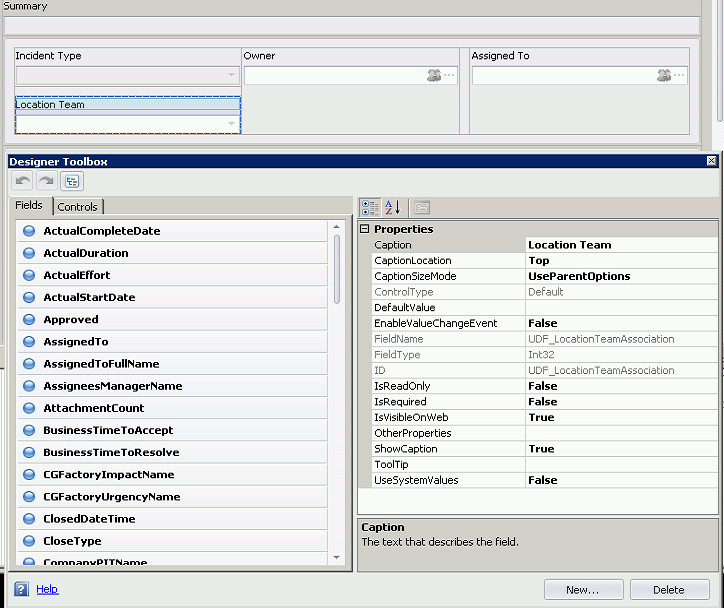 Summary
Incident Type Owner Assigned To
Location Team
Designer Toolbox
Fields Controls
ActualCompleteDate
ActualDuration
ActualEffort
ActualStartDate
Approved
AssignedTo
AssignedToFullName
AssigneesManagerName
AttachmentCount
BusinessTimeToAccept
BusinessTimeToResolve
CGFactoryImpactName
CGFactoryUrgencyName
ClosedDateTime
CloseType
CompanyPITName
A Z
Properties
Caption Location Team
CaptionLocation Top
CaptionSizeMode UseParentOptions
ControlType Default
DefaultValue
EnableValueChangeEvent False
FieldName UDF_LocationTeamAssociation
FieldType Int32
ID UDF_LocationTeamAssociation
IsReadOnly False
IsRequired False
IsVisibleOnWeb True
OtherProperties
ShowCaption True
ToolTip
UseSystemValues False
Caption
The text that describes the field.
? Help New... Delete